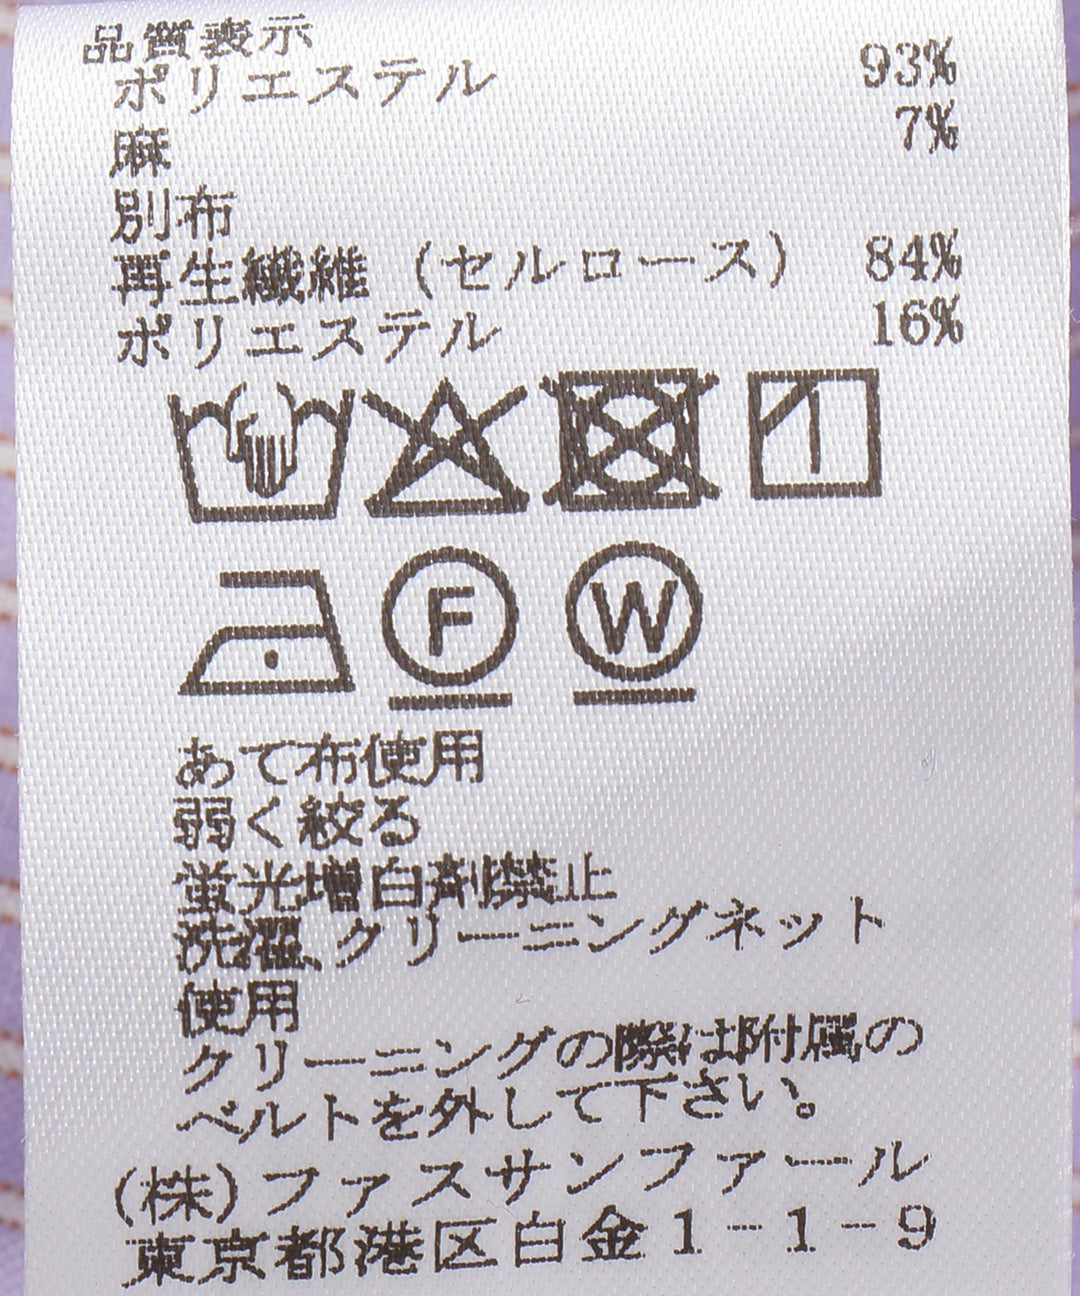 品質表示
ポリエステル 93%
麻 7%
別布
再生繊維 (セルロース) 84%
ポリエステル 16%
F W
あて布使用
弱く絞る
蛍光増白剤禁止
洗濯、クリーニングネット
使用
クリーニングの際は附属の
ベルトを外して下さい。
(株)ファスサンファール
東京都港区白金1-1-9